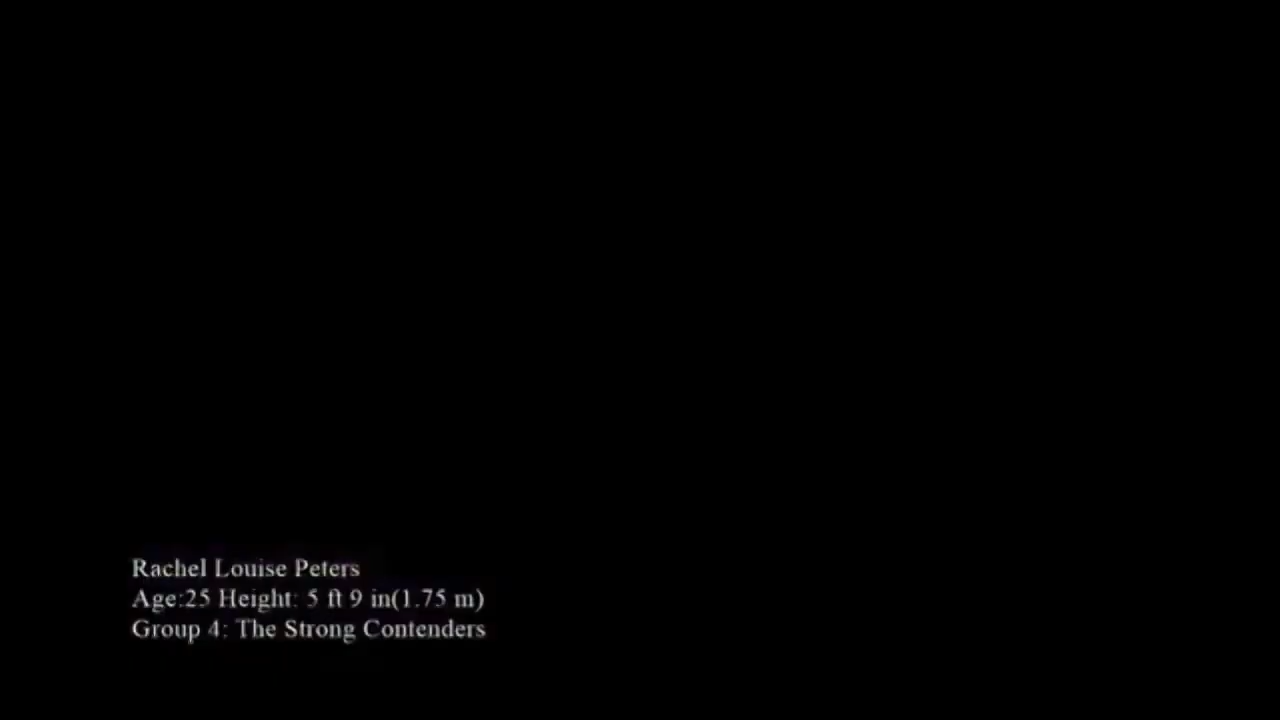 Rachel Louise Peters
Age:25 Height: 5 ft 9 in(1.75 m)
Group 4: The Strong Contenders